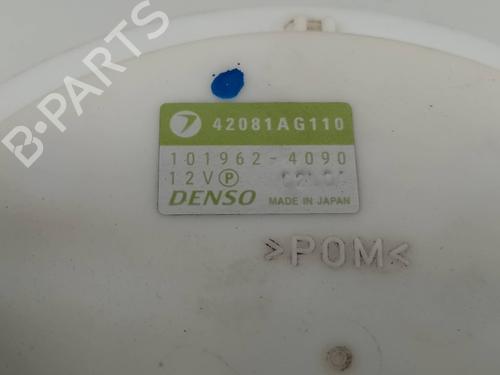 42081AG110
101962-4090
12V P
DENSO MADE IN JAPAN
>POM<
B-PARTS